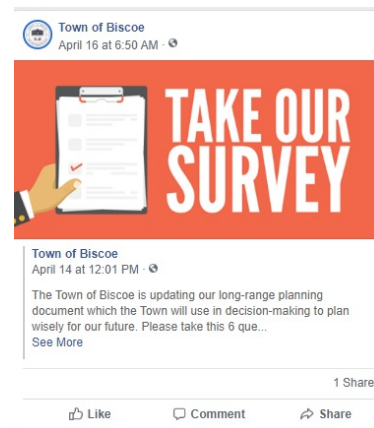 Town of Biscoe
April 16 at 6:50 AM ·
TAKE OUR
SURVEY
Town of Biscoe
April 14 at 12:01 PM ·
The Town of Biscoe is updating our long-range planning
document which the Town will use in decision-making to plan
wisely for our future. Please take this 6 que...
See More
1 Share
Like Comment Share